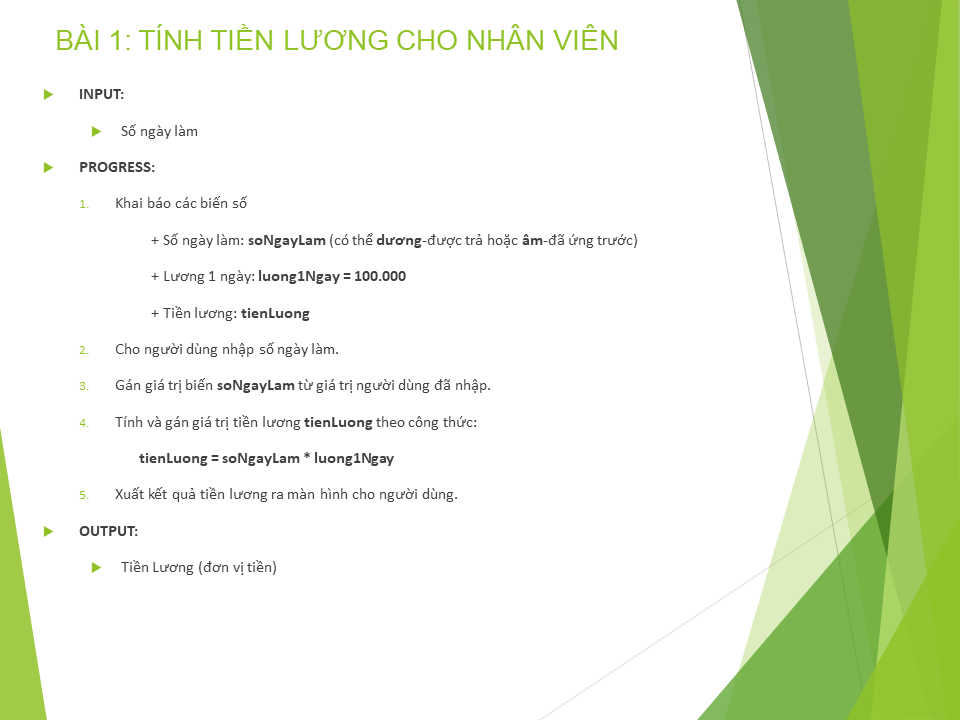 BÀI 1: TÍNH TIỀN LƯƠNG CHO NHÂN VIÊN
INPUT:
Số ngày làm
PROGRESS:
1. Khai báo các biến số
+ Số ngày làm: soNgayLam (có thể dương-được trả hoặc âm-đã ứng trước)
+ Lương 1 ngày: luong1Ngay = 100.000
+ Tiền lương: tienLuong
2. Cho người dùng nhập số ngày làm.
3. Gán giá trị biến soNgayLam từ giá trị người dùng đã nhập.
4. Tính và gán giá trị tiền lương tienLuong theo công thức:
tienLuong = soNgayLam * luong1Ngay
5. Xuất kết quả tiền lương ra màn hình cho người dùng.
OUTPUT:
Tiền Lương (đơn vị tiền)